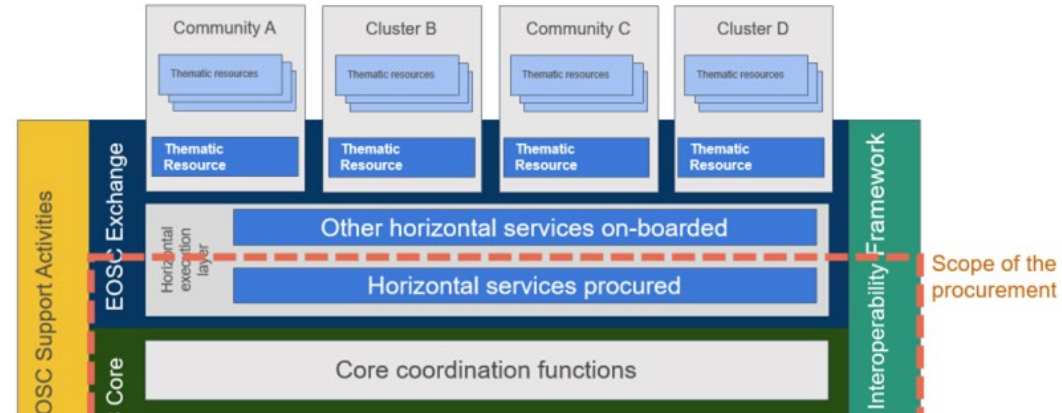 Community A
Cluster B
Community C
Cluster D
Thematic resources
Thematic resources
Thematic resources
Thematic resources
Thematic
Resource
Thematic
Resource
Thematic
Resource
Thematic
Resource
OSC Support Activities
EOSC Exchange
Horizontal
execution
layer
Other horizontal services on-boarded
Horizontal services procured
Interoperability Framework
Scope of the
procurement
Core
Core coordination functions